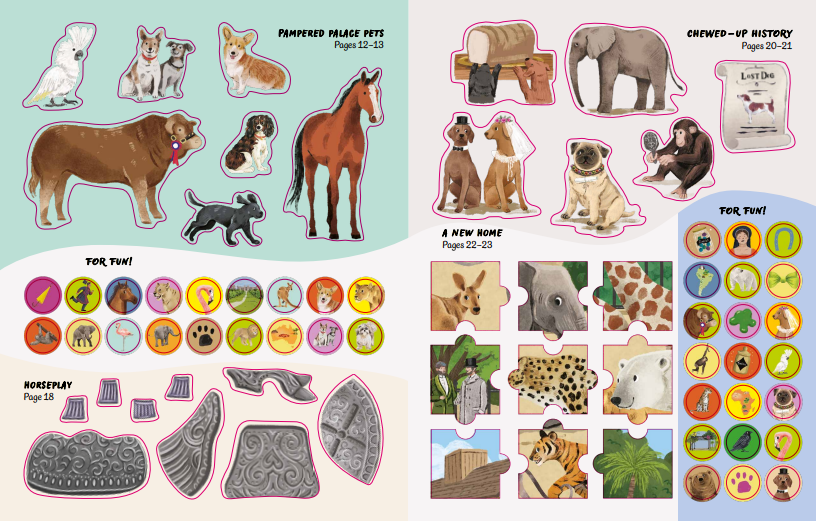 PAMPERED PALACE PETS
Pages 12–13
FOR FUN!
HORSEPLAY
Page 18
CHEWED–UP HISTORY
Pages 20–21
LOST DOG
A NEW HOME
Pages 22–23
FOR FUN!